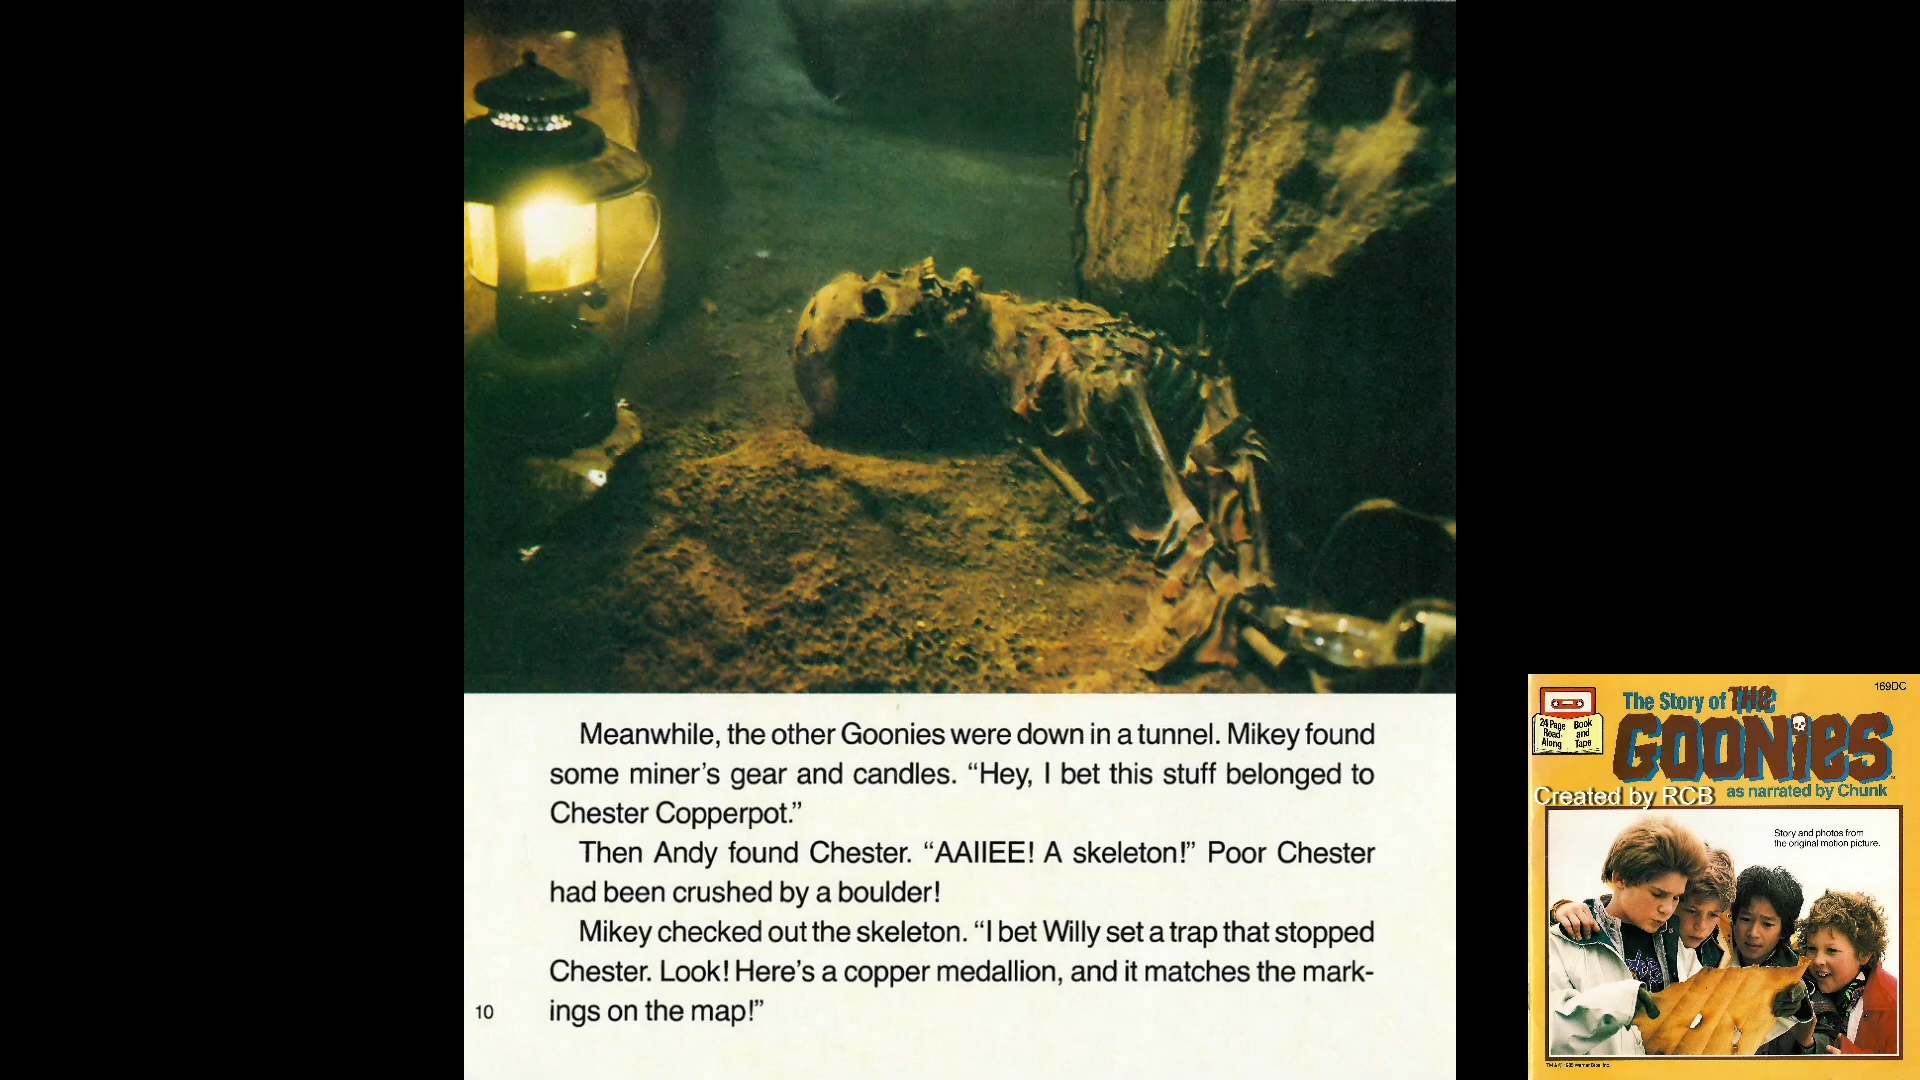 Meanwhile, the other Goonies were down in a tunnel. Mikey found
some miner's gear and candles. “Hey, I bet this stuff belonged to
Chester Copperpot.”
Then Andy found Chester. “AAIIEE! A skeleton!” Poor Chester
had been crushed by a boulder!
Mikey checked out the skeleton. “I bet Willy set a trap that stopped
Chester. Look! Here's a copper medallion, and it matches the mark-
ings on the map!”
10
169DC
The Story of THE
GOONIES
24 Page Read-Along
Book and Tape
as narrated by Chunk
Created by RCB
Story and photos from
the original motion picture.